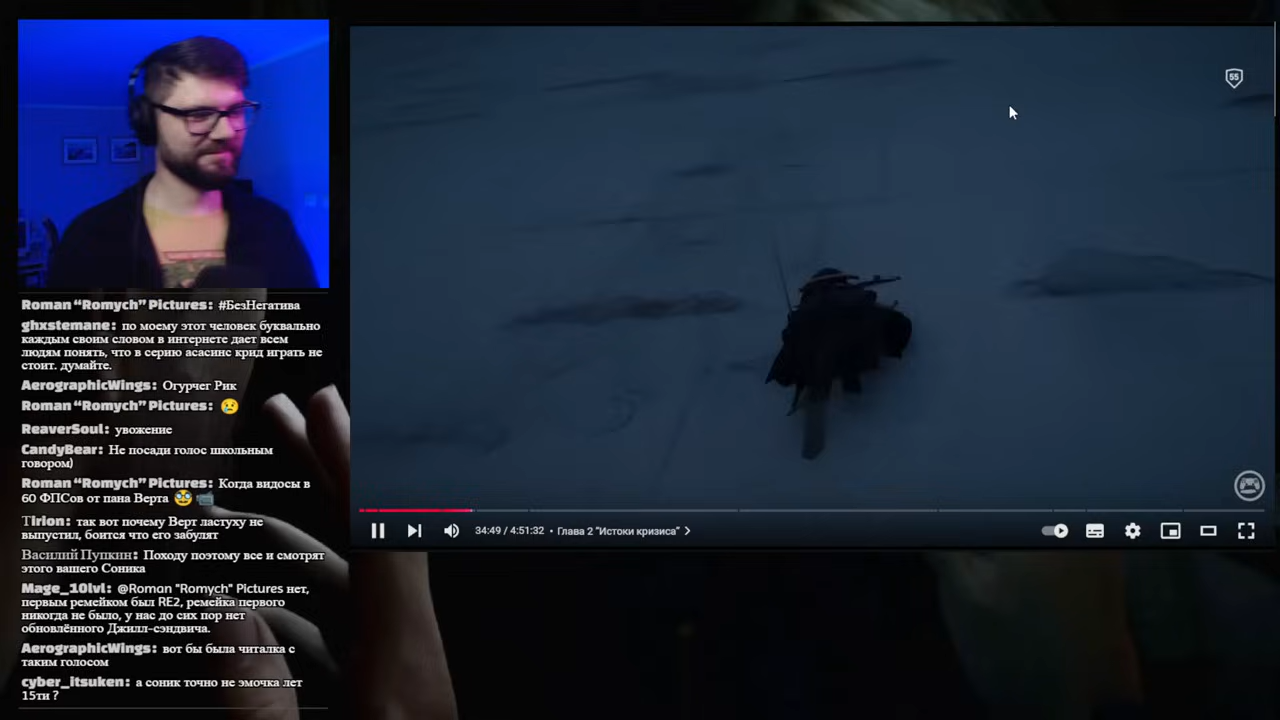 55
Roman “Romych” Pictures: #БезНегатива
ghxstemane: по моему этот человек буквально
каждым своим словом в интернете дает всем
людям понять, что в серию асасинс крид играть не
стоит. думайте.
AerographicWings: Огурчег Рик
Roman “Romych” Pictures: 😢
ReaverSoul: увожение
CandyBear: Не посади голос школьным
говором)
Roman “Romych” Pictures: Когда видосы в
60 ФПСов от пана Верта 🥸 📹
Tirion: так вот почему Верт ластуху не
выпустил, боится что его забулят
Василий Пушкин: Походу поэтому все и смотрят
этого вашего Соника
Mage_10lvl: @Roman "Romych" Pictures нет,
первым ремейком был RE2, ремейка первого
никогда не было, у нас до сих пор нет
обновлённого Джилл-сэндвича.
AerographicWings: вот бы была читалка с
таким голосом
cyber_itsuken: а соник точно не эмочка лет
15ти ?
34:49 / 4:51:32 • Глава 2 “Истоки кризиса”